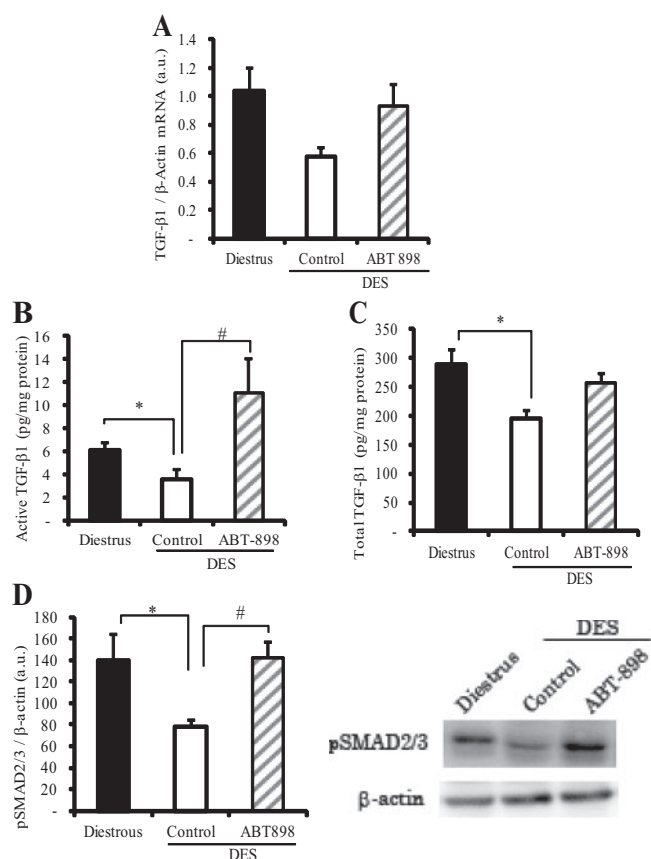 A
TGF-β1 / β-Actin mRNA (a.u.)
1.4
1.2
1.0
0.8
0.6
0.4
0.2
-
Diestrus Control ABT 898
DES
B
Active TGF-β1 (pg/mg protein)
16
14
12
10
8
6
4
2
-
*
#
Diestrus Control ABT-898
DES
C
Total TGF-β1 (pg/mg protein)
350
300
250
200
150
100
50
-
*
Diestrus Control ABT-898
DES
D
pSMAD2/3 / β-actin (a.u.)
180
160
140
120
100
80
60
40
20
-
*
#
Diestrous Control ABT898
DES
DES
Diestrus Control ABT-898
pSMAD2/3
β-actin